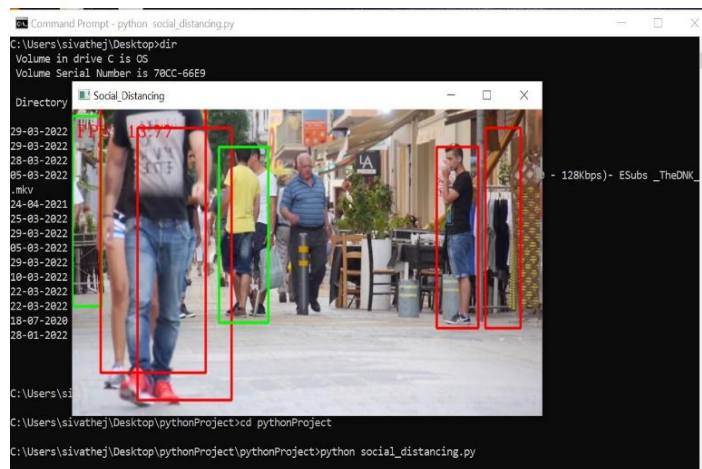 Command Prompt - python social_distancing.py
C:\Users\sivathej\Desktop>dir
Volume in drive C is OS
Volume Serial Number is 70CC-66E9
Social_Distancing
Directory
29-03-2022
29-03-2022
28-03-2022
05-03-2022 - 128Kbps)- ESubs _TheDNK_
.mkv
24-04-2021
25-03-2022
29-03-2022
05-03-2022
29-03-2022
10-03-2022
22-03-2022
22-03-2022
18-07-2020
28-01-2022
LA
C:\Users\si
C:\Users\sivathej\Desktop\pythonProject>cd pythonProject
C:\Users\sivathej\Desktop\pythonProject\pythonProject>python social_distancing.py